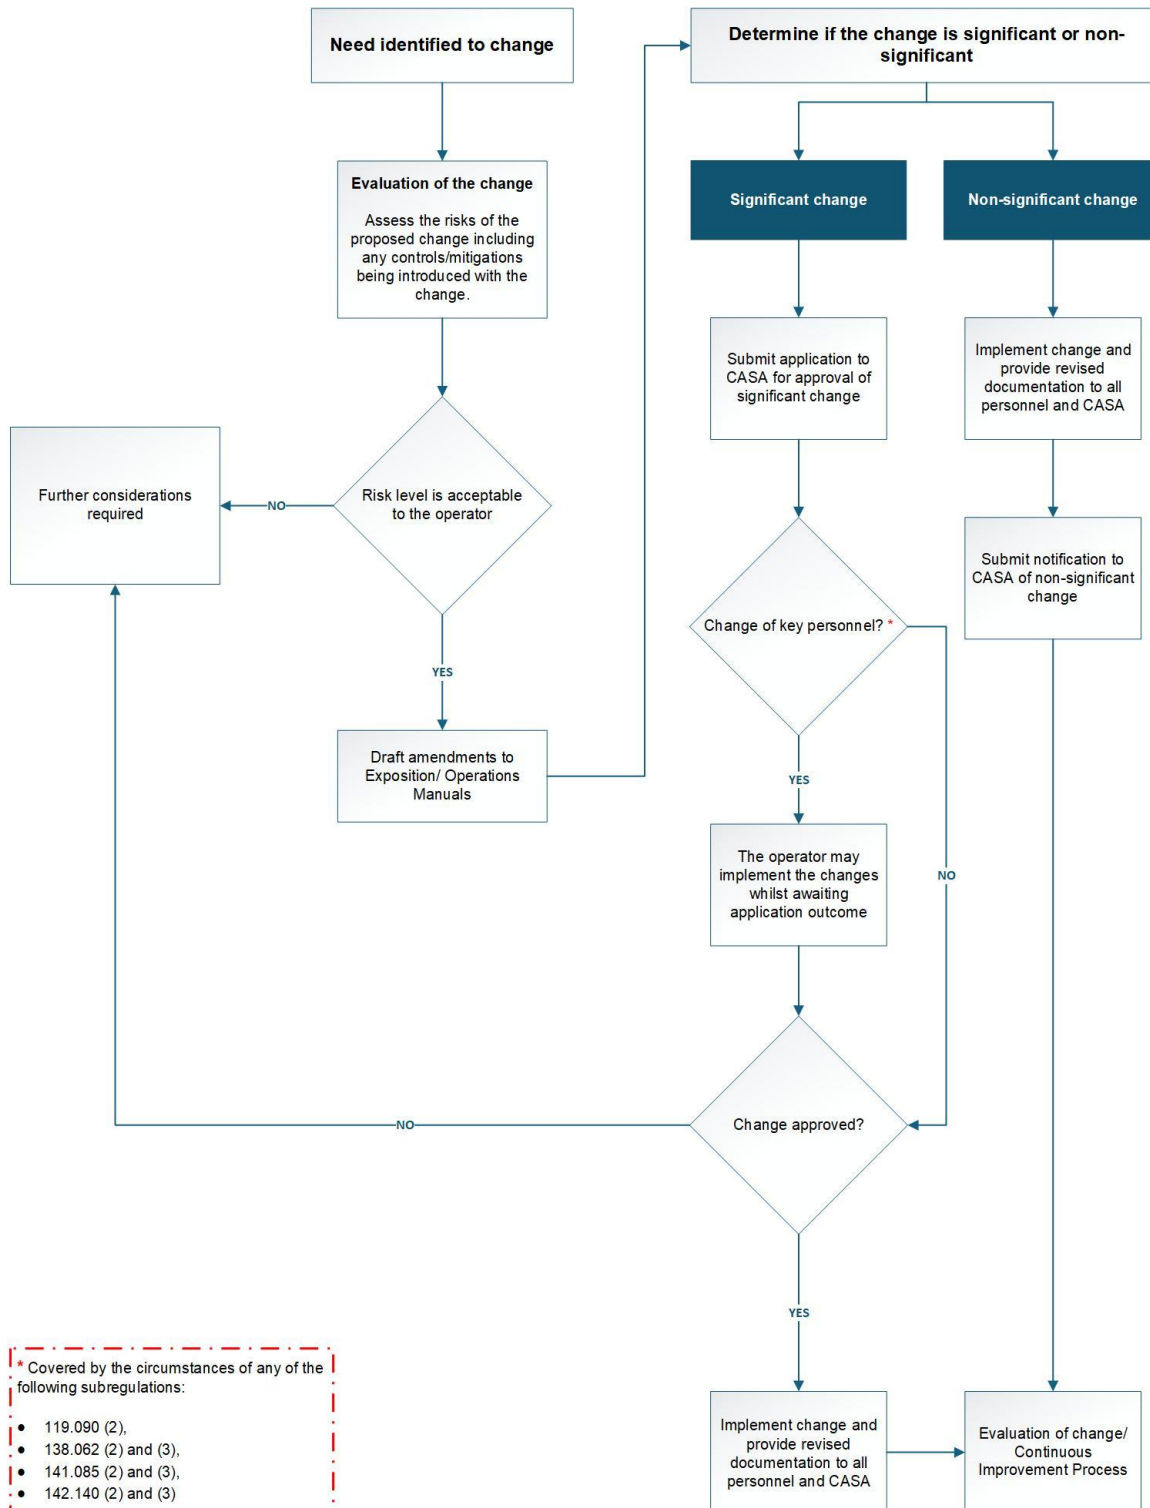 Need identified to change
Evaluation of the change
Assess the risks of the
proposed change including
any controls/mitigations
being introduced with the
change.
Risk level is acceptable
to the operator
NO
Further considerations
required
YES
Draft amendments to
Exposition/ Operations
Manuals
Determine if the change is significant or non-
significant
Significant change
Non-significant change
Submit application to
CASA for approval of
significant change
Implement change and
provide revised
documentation to all
personnel and CASA
Submit notification to
CASA of non-significant
change
Change of key personnel? *
YES
NO
The operator may
implement the changes
whilst awaiting
application outcome
Change approved?
NO
YES
Implement change and
provide revised
documentation to all
personnel and CASA
Evaluation of change/
Continuous
Improvement Process
* Covered by the circumstances of any of the
following subregulations:
● 119.090 (2),
● 138.062 (2) and (3),
● 141.085 (2) and (3),
● 142.140 (2) and (3)